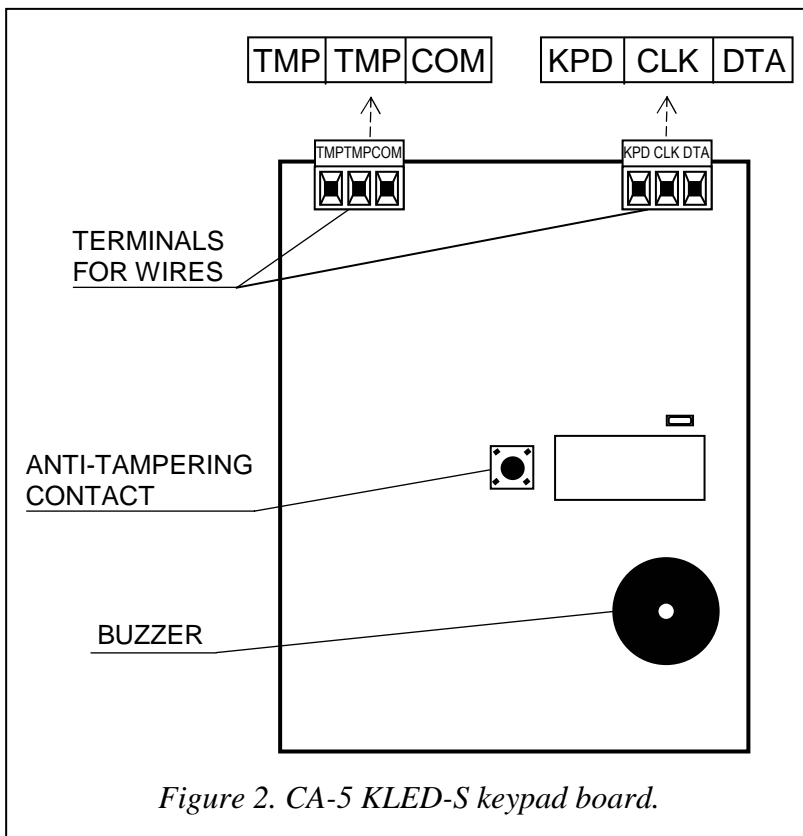 TMP TMP COM KPD CLK DTA
TMPTMPCOM KPD CLK DTA
TERMINALS
FOR WIRES
ANTI-TAMPERING
CONTACT
BUZZER
Figure 2. CA-5 KLED-S keypad board.